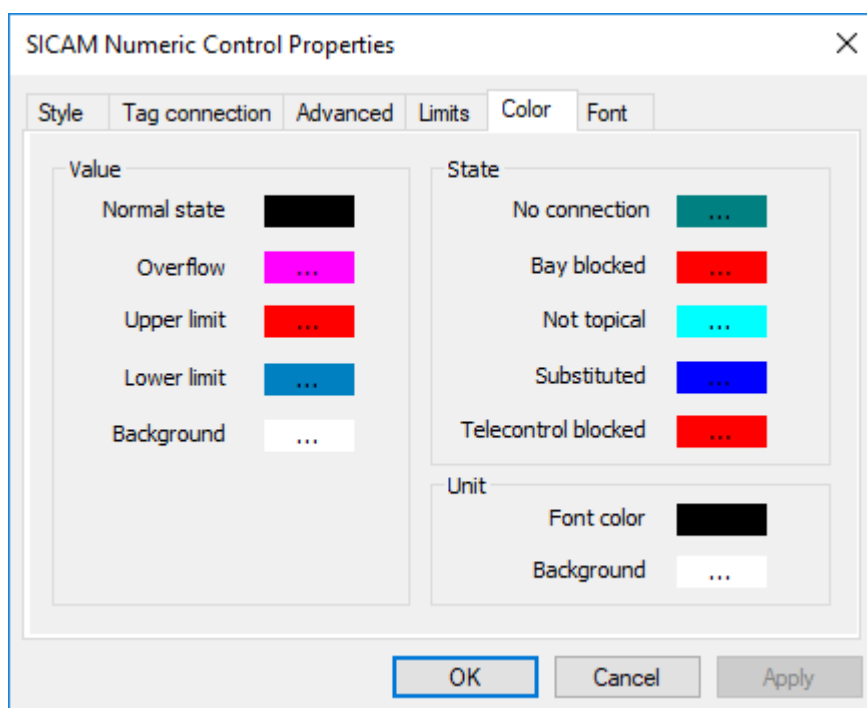 SICAM Numeric Control Properties
Style
Tag connection
Advanced
Limits
Color
Font
Value
Normal state
Overflow ...
Upper limit ...
Lower limit ...
Background ...
State
No connection ...
Bay blocked ...
Not topical ...
Substituted ...
Telecontrol blocked ...
Unit
Font color
Background ...
OK
Cancel
Apply